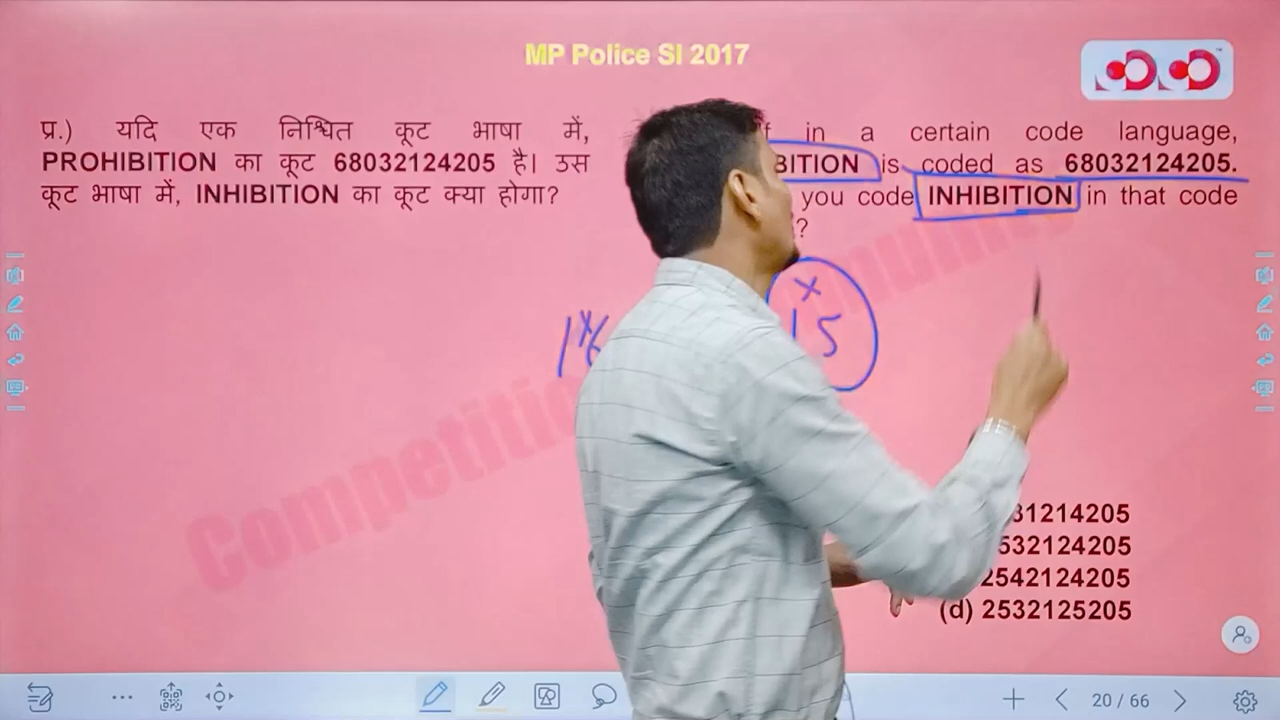 MP Police SI 2017
प्र.) यदि एक निश्चित कूट भाषा में,
PROHIBITION का कूट 68032124205 है। उस
कूट भाषा में, INHIBITION का कूट क्या होगा?
in a certain code language,
BITION is coded as 68032124205.
you code INHIBITION in that code
?
x
15
31214205
532124205
2542124205
(d) 2532125205
Competitio
20 / 66